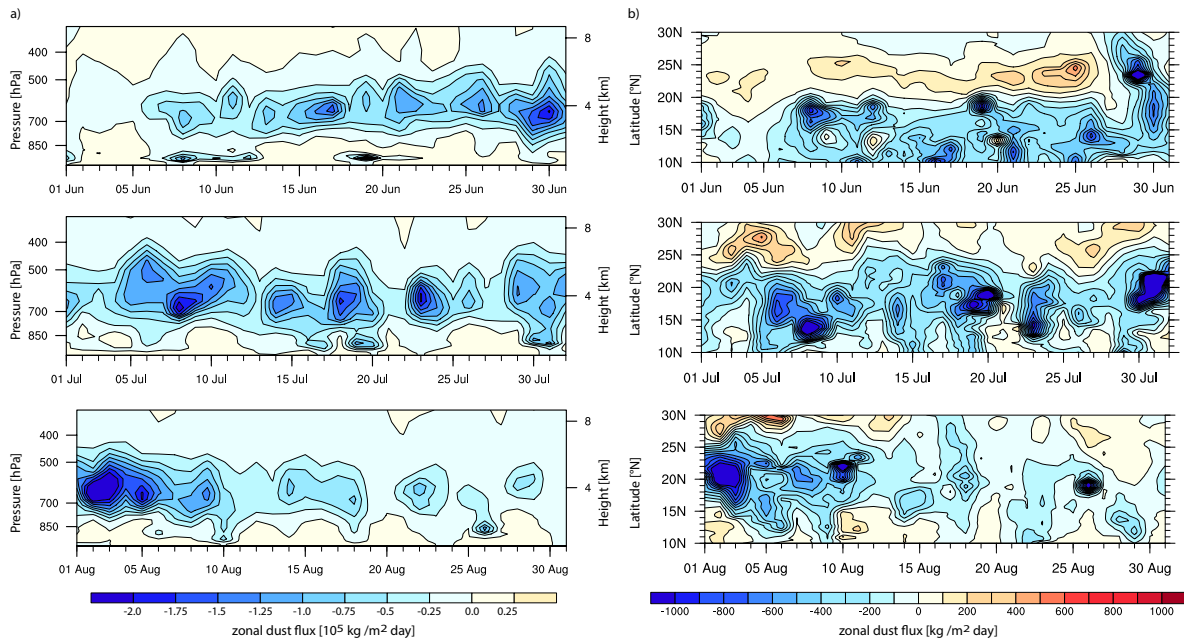 a)
b)
Pressure [hPa]
400
500
700
850
8
4
Height [km]
01 Jun 05 Jun 10 Jun 15 Jun 20 Jun 25 Jun 30 Jun
Latitude [°N]
30N
25N
20N
15N
10N
01 Jun 05 Jun 10 Jun 15 Jun 20 Jun 25 Jun 30 Jun
Pressure [hPa]
400
500
700
850
8
4
Height [km]
01 Jul 05 Jul 10 Jul 15 Jul 20 Jul 25 Jul 30 Jul
Latitude [°N]
30N
25N
20N
15N
10N
01 Jul 05 Jul 10 Jul 15 Jul 20 Jul 25 Jul 30 Jul
Pressure [hPa]
400
500
700
850
8
4
Height [km]
01 Aug 05 Aug 10 Aug 15 Aug 20 Aug 25 Aug 30 Aug
Latitude [°N]
30N
25N
20N
15N
10N
01 Aug 05 Aug 10 Aug 15 Aug 20 Aug 25 Aug 30 Aug
-2.0 -1.75 -1.5 -1.25 -1.0 -0.75 -0.5 -0.25 0 0.25
zonal dust flux [10⁵ kg /m² day]
-1000 -800 -600 -400 -200 0 200 400 600 800 1000
zonal dust flux [kg /m² day]